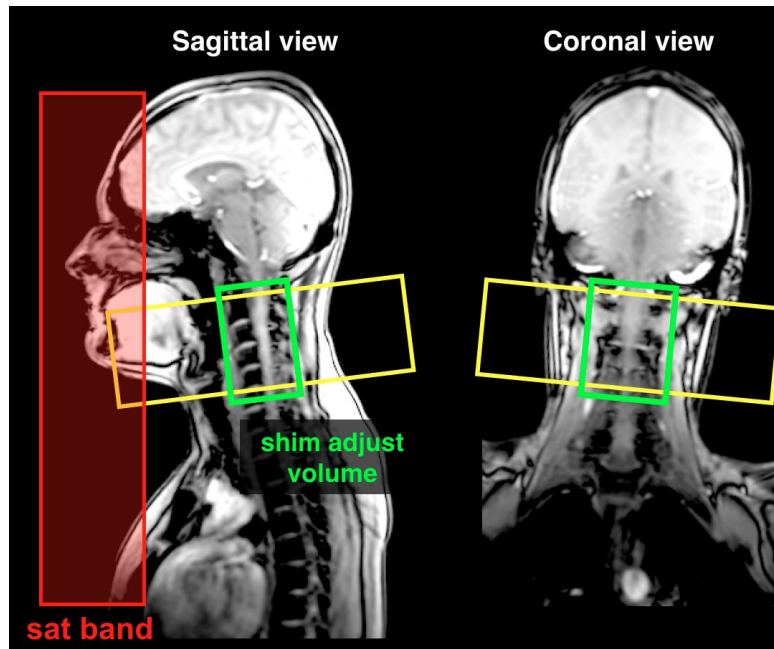 Sagittal view
Coronal view
shim adjust
volume
sat band